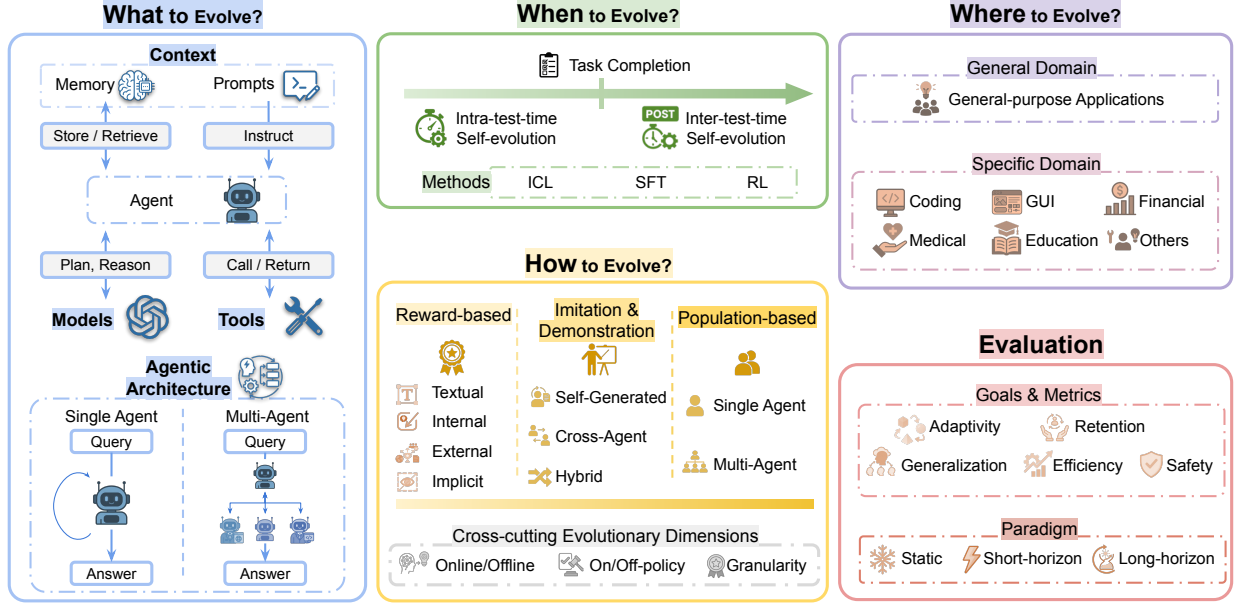 What to Evolve?
Context
Memory
Prompts
Store / Retrieve
Instruct
Agent
Plan, Reason
Call / Return
Models
Tools
Agentic
Architecture
Single Agent
Multi-Agent
Query
Query
Answer
Answer
When to Evolve?
Task Completion
Intra-test-time
Self-evolution
POST
Inter-test-time
Self-evolution
Methods
ICL
SFT
RL
How to Evolve?
Reward-based
Textual
Internal
External
Implicit
Imitation &
Demonstration
Self-Generated
Cross-Agent
Hybrid
Population-based
Single Agent
Multi-Agent
Cross-cutting Evolutionary Dimensions
Online/Offline
On/Off-policy
Granularity
Where to Evolve?
General Domain
General-purpose Applications
Specific Domain
Coding
GUI
Financial
Medical
Education
Others
Evaluation
Goals & Metrics
Adaptivity
Retention
Generalization
Efficiency
Safety
Paradigm
Static
Short-horizon
Long-horizon